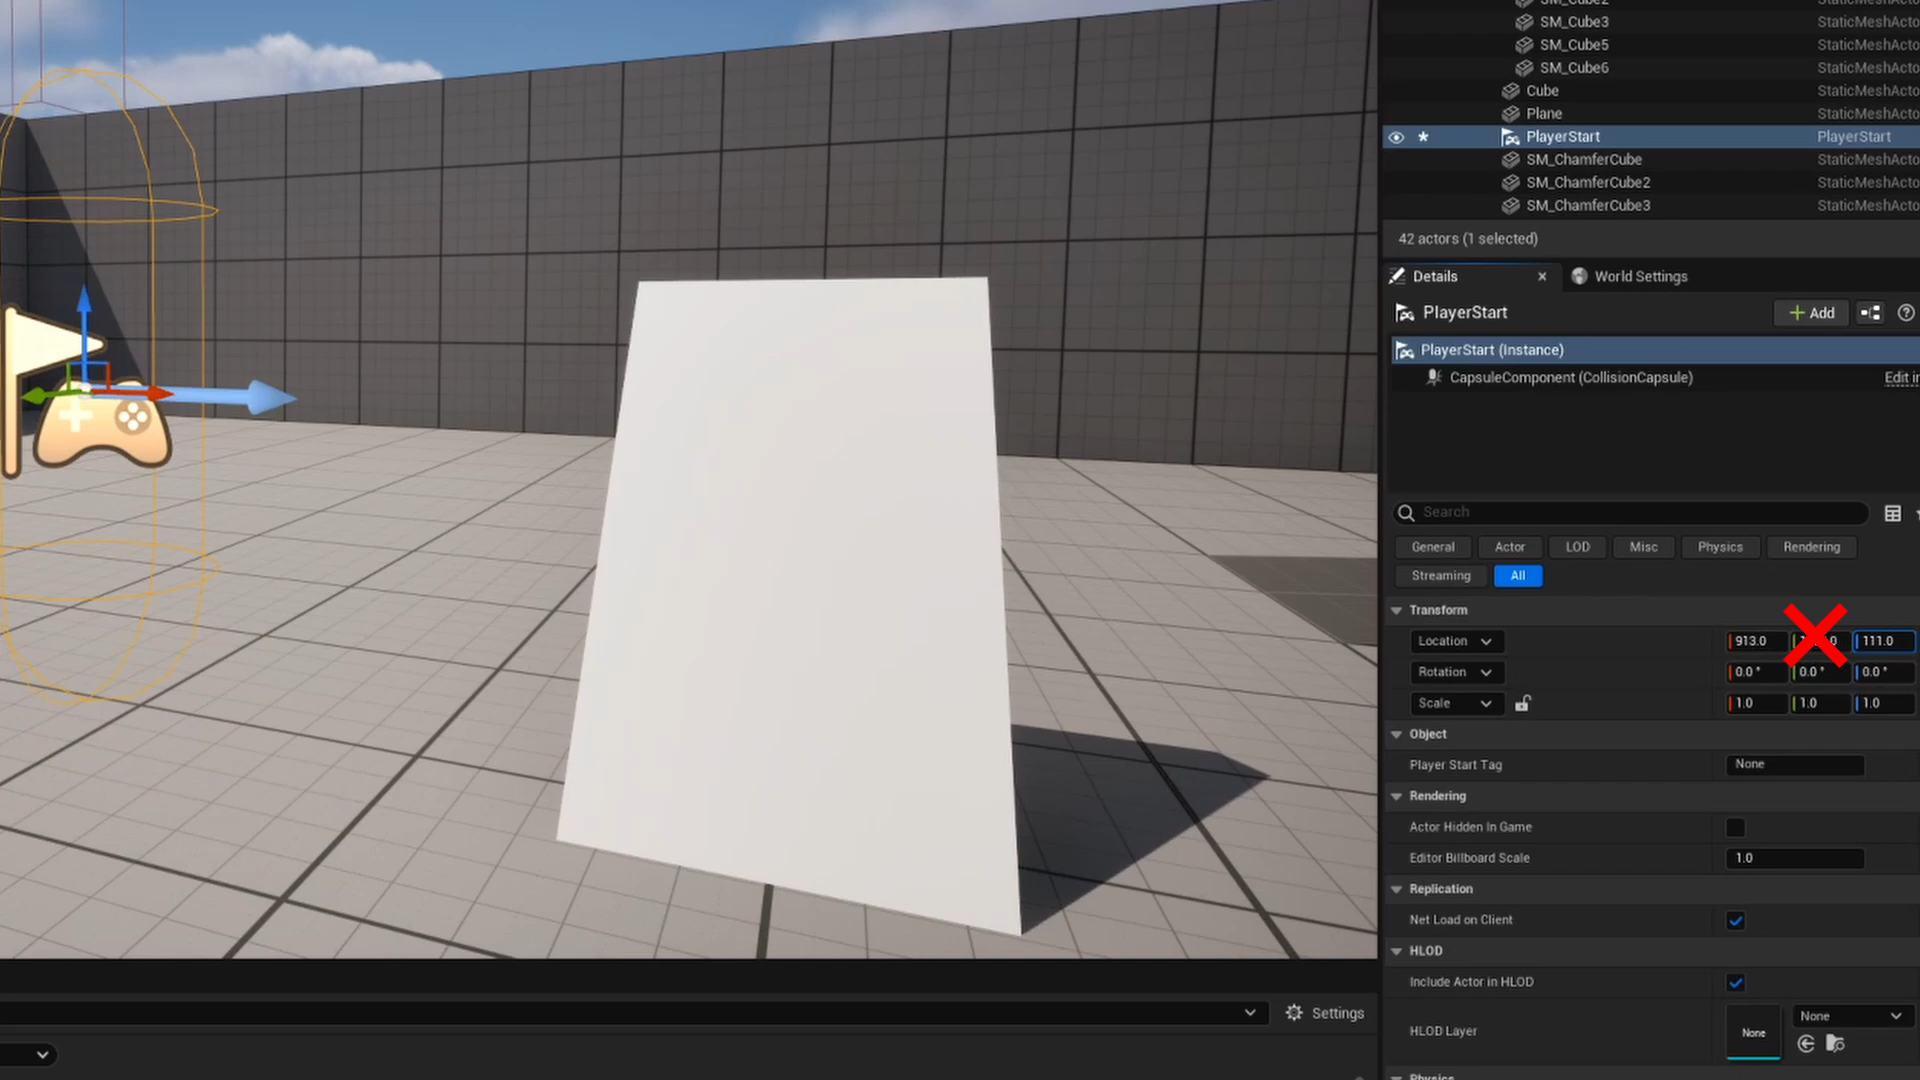 SM_Cube2
SM_Cube3 StaticMeshActo
SM_Cube5 StaticMeshActo
SM_Cube6 StaticMeshActo
Cube StaticMeshActo
Plane StaticMeshActo
PlayerStart PlayerStart
SM_ChamferCube StaticMeshActo
SM_ChamferCube2 StaticMeshActo
SM_ChamferCube3 StaticMeshActo
42 actors (1 selected)
Details World Settings
PlayerStart + Add
PlayerStart (Instance)
CapsuleComponent (CollisionCapsule) Edit in
Search
General Actor LOD Misc Physics Rendering
Streaming All
Transform
Location 913.0 111.0
Rotation 0.0 ° 0.0 ° 0.0 °
Scale 1.0 1.0 1.0
Object
Player Start Tag None
Rendering
Actor Hidden In Game
Editor Billboard Scale 1.0
Replication
Net Load on Client
HLOD
Include Actor in HLOD
HLOD Layer None None
Physics
Settings